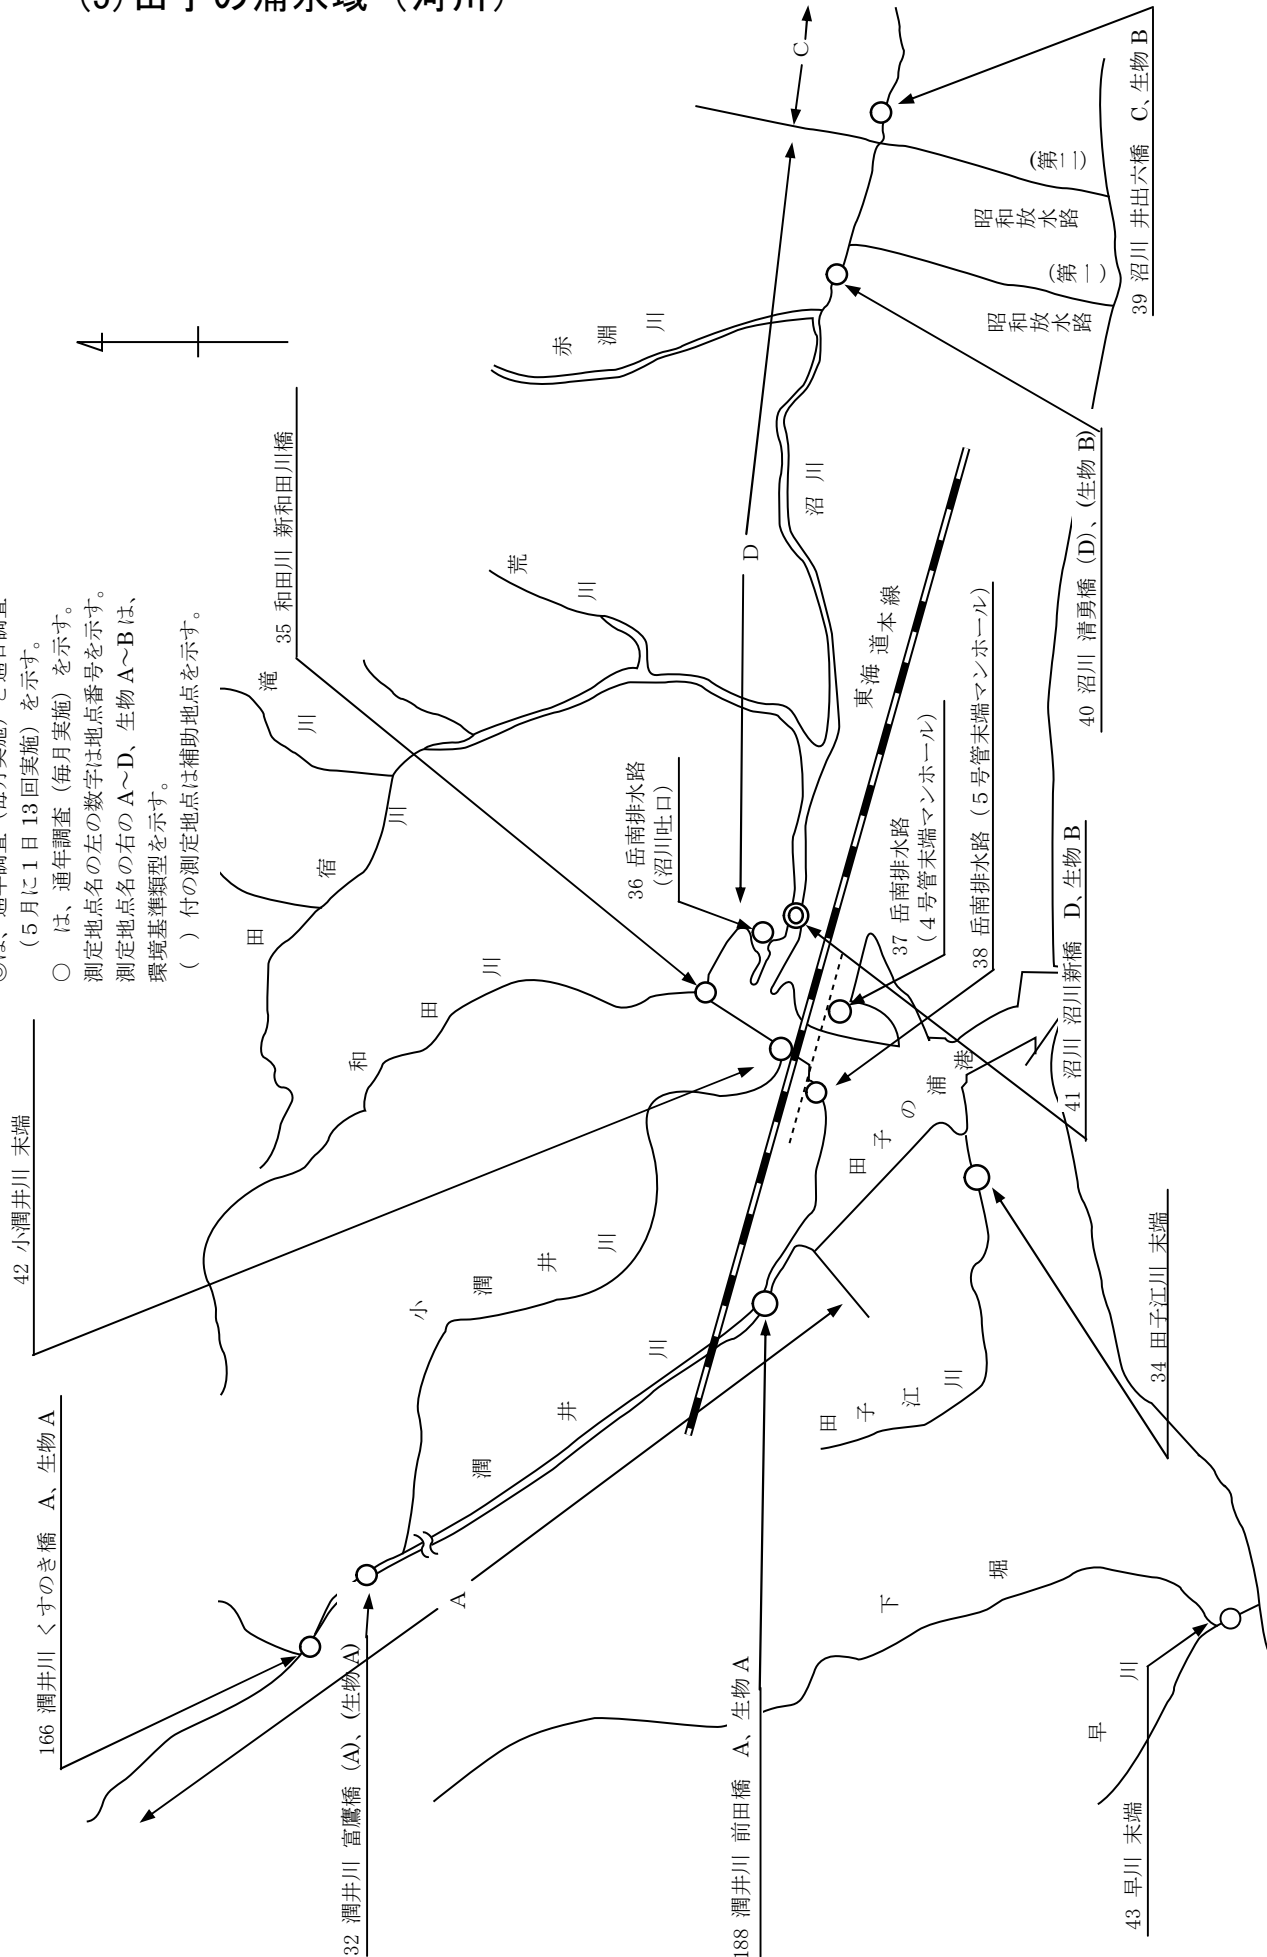 (5) 田子の浦水域（河川）
◎は、通年調査（毎月実施）と通日調査
（5月に1日13回実施）を示す。
○　は、通年調査（毎月実施）を示す。
測定地点名の左の数字は地点番号を示す。
測定地点名の右の A～D、生物 A～B は、
環境基準類型を示す。
（　）付の測定地点は補助地点を示す。
42 小潤井川 末端
166 潤井川 くすのき橋　A、生物 A
32 潤井川 富鷹橋 (A)、(生物 A)
188 潤井川 前田橋　A、生物 A
43 早川 末端
35 和田川 新和田川橋
36 岳南排水路
（沼川吐口）
37 岳南排水路
（４号管末端マンホール）
38 岳南排水路（５号管末端マンホール）
34 田子江川 末端
41 沼川 沼川新橋　D、生物 B
40 沼川 清勇橋 (D)、(生物 B)
39 沼川 井出六橋　C、生物 B
田宿川
滝川
荒川
赤淵川
和田川
小潤井川
潤井川
沼川
東海道本線
田子の浦港
田子江川
下堀
早川
昭和放水路
(第二)
昭和放水路
(第一)
A
D
C